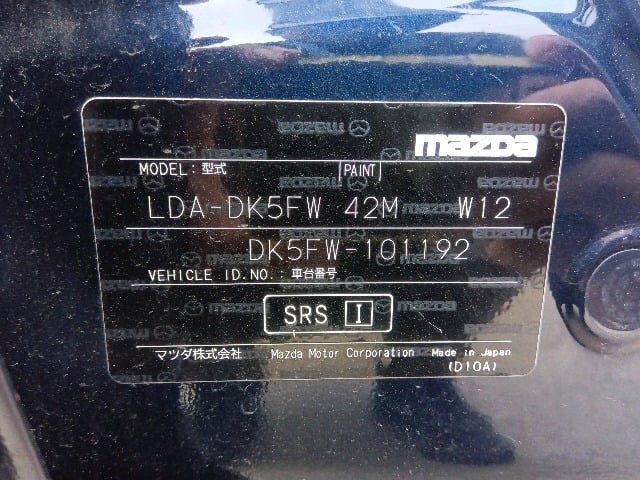 mazda
MODEL: 型式 PAINT
LDA-DK5FW 42M W12
DK5FW-101192
VEHICLE ID.NO.: 車台番号
SRS I
マツダ株式会社 Mazda Motor Corporation Made in Japan
(D10A)